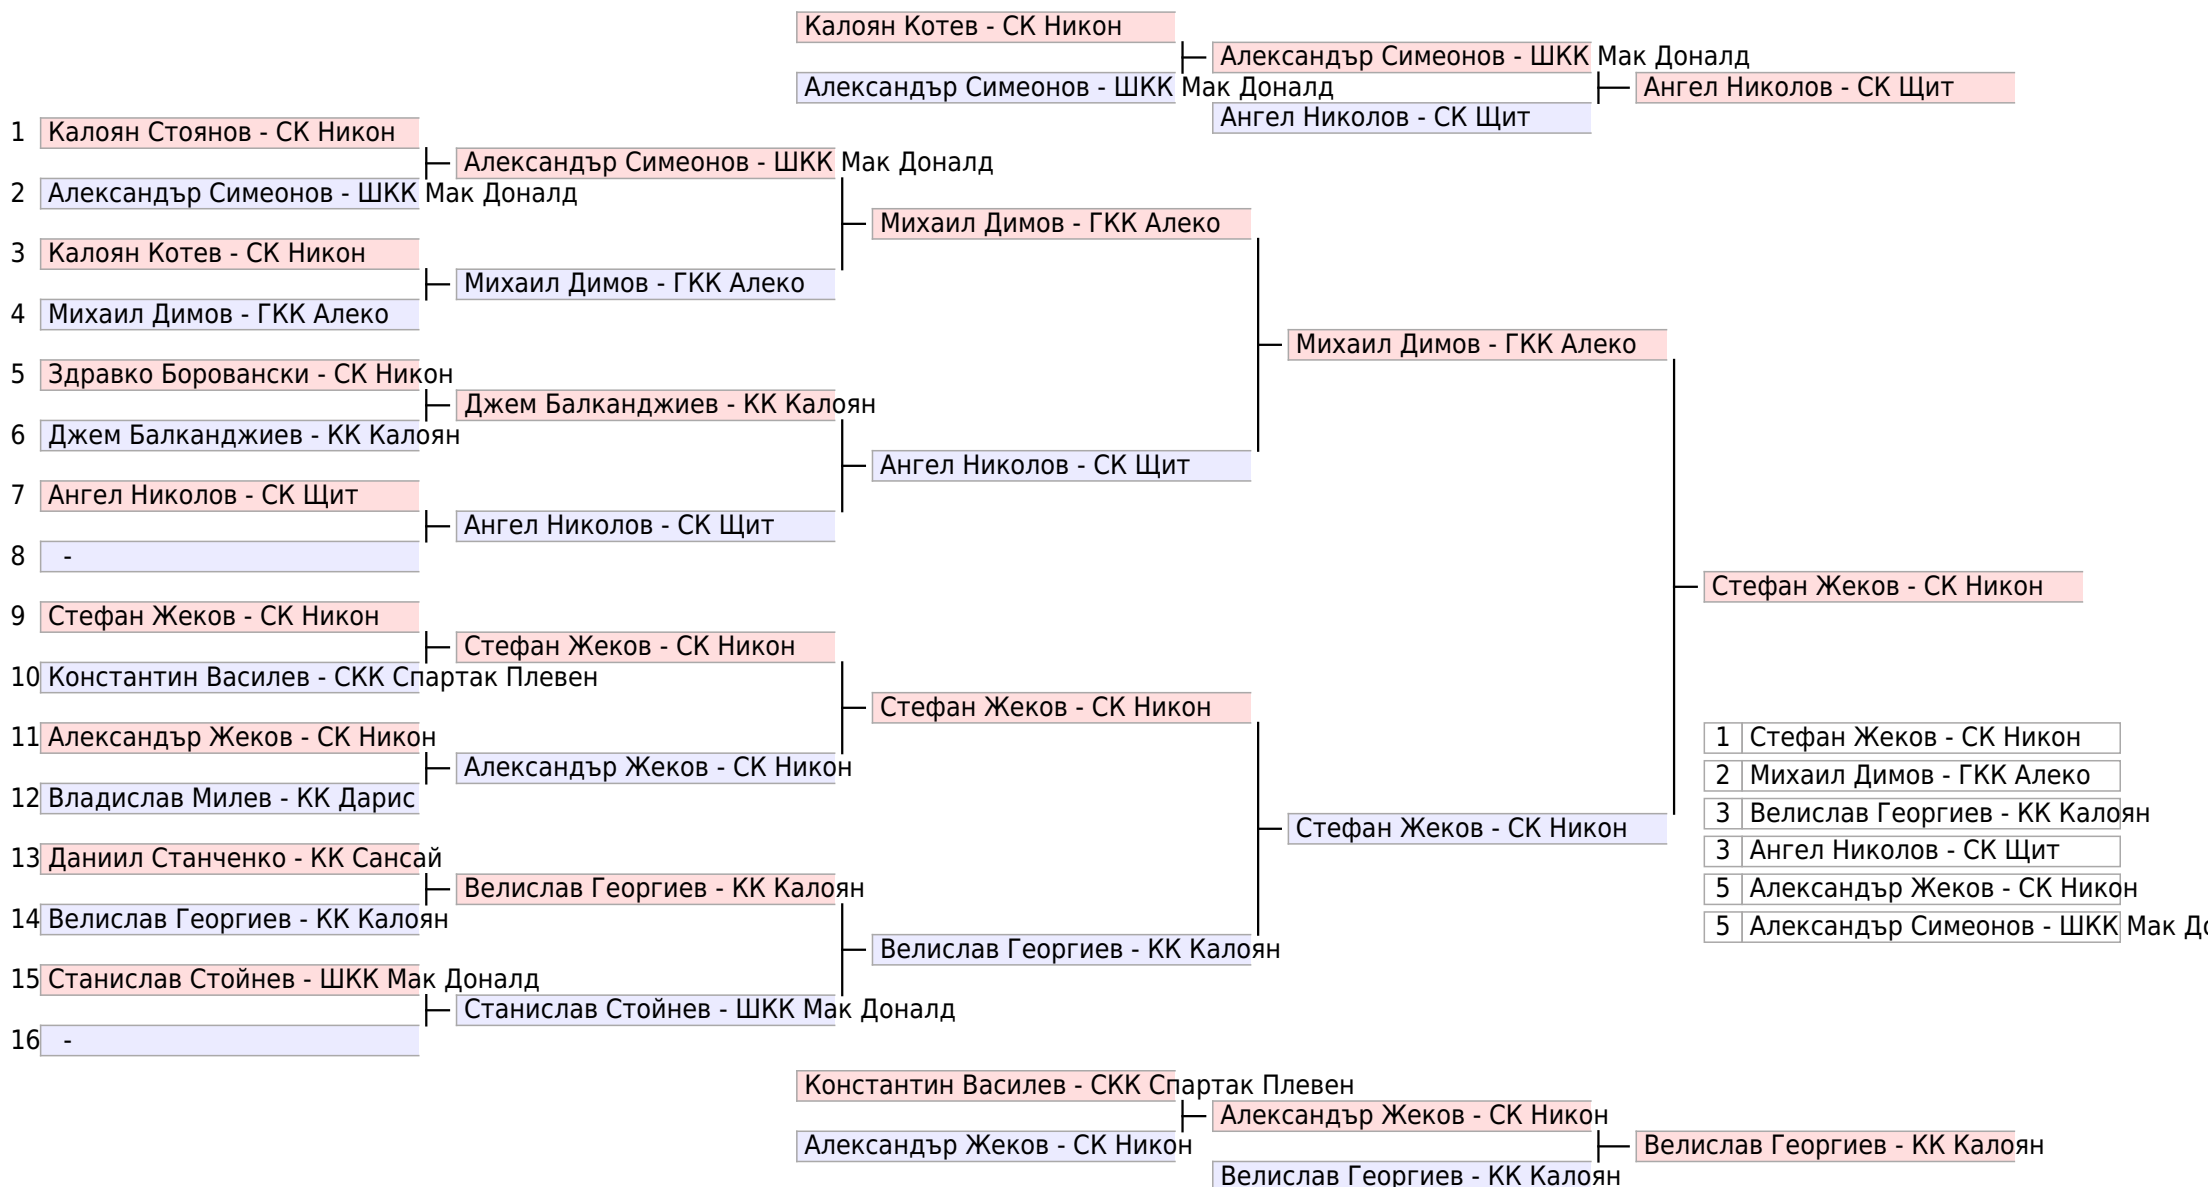 Калоян Котев - СК Никон
Александър Симеонов - ШКК Мак Доналд
Александър Симеонов - ШКК Мак Доналд
Ангел Николов - СК Щит
Ангел Николов - СК Щит
1 Калоян Стоянов - СК Никон
Александър Симеонов - ШКК Мак Доналд
2 Александър Симеонов - ШКК Мак Доналд
Михаил Димов - ГКК Алеко
3 Калоян Котев - СК Никон
Михаил Димов - ГКК Алеко
4 Михаил Димов - ГКК Алеко
Михаил Димов - ГКК Алеко
5 Здравко Боровански - СК Никон
Джем Балканджиев - КК Калоян
6 Джем Балканджиев - КК Калоян
Ангел Николов - СК Щит
7 Ангел Николов - СК Щит
Ангел Николов - СК Щит
8 -
Стефан Жеков - СК Никон
9 Стефан Жеков - СК Никон
Стефан Жеков - СК Никон
10 Константин Василев - СКК Спартак Плевен
Стефан Жеков - СК Никон
11 Александър Жеков - СК Никон
Александър Жеков - СК Никон
12 Владислав Милев - КК Дарис
Стефан Жеков - СК Никон
13 Даниил Станченко - КК Сансай
Велислав Георгиев - КК Калоян
14 Велислав Георгиев - КК Калоян
Велислав Георгиев - КК Калоян
15 Станислав Стойнев - ШКК Мак Доналд
Станислав Стойнев - ШКК Мак Доналд
16 -
1 Стефан Жеков - СК Никон
2 Михаил Димов - ГКК Алеко
3 Велислав Георгиев - КК Калоян
3 Ангел Николов - СК Щит
5 Александър Жеков - СК Никон
5 Александър Симеонов - ШКК Мак
Константин Василев - СКК Спартак Плевен
Александър Жеков - СК Никон
Александър Жеков - СК Никон
Велислав Георгиев - КК Калоян
Велислав Георгиев - КК Калоян